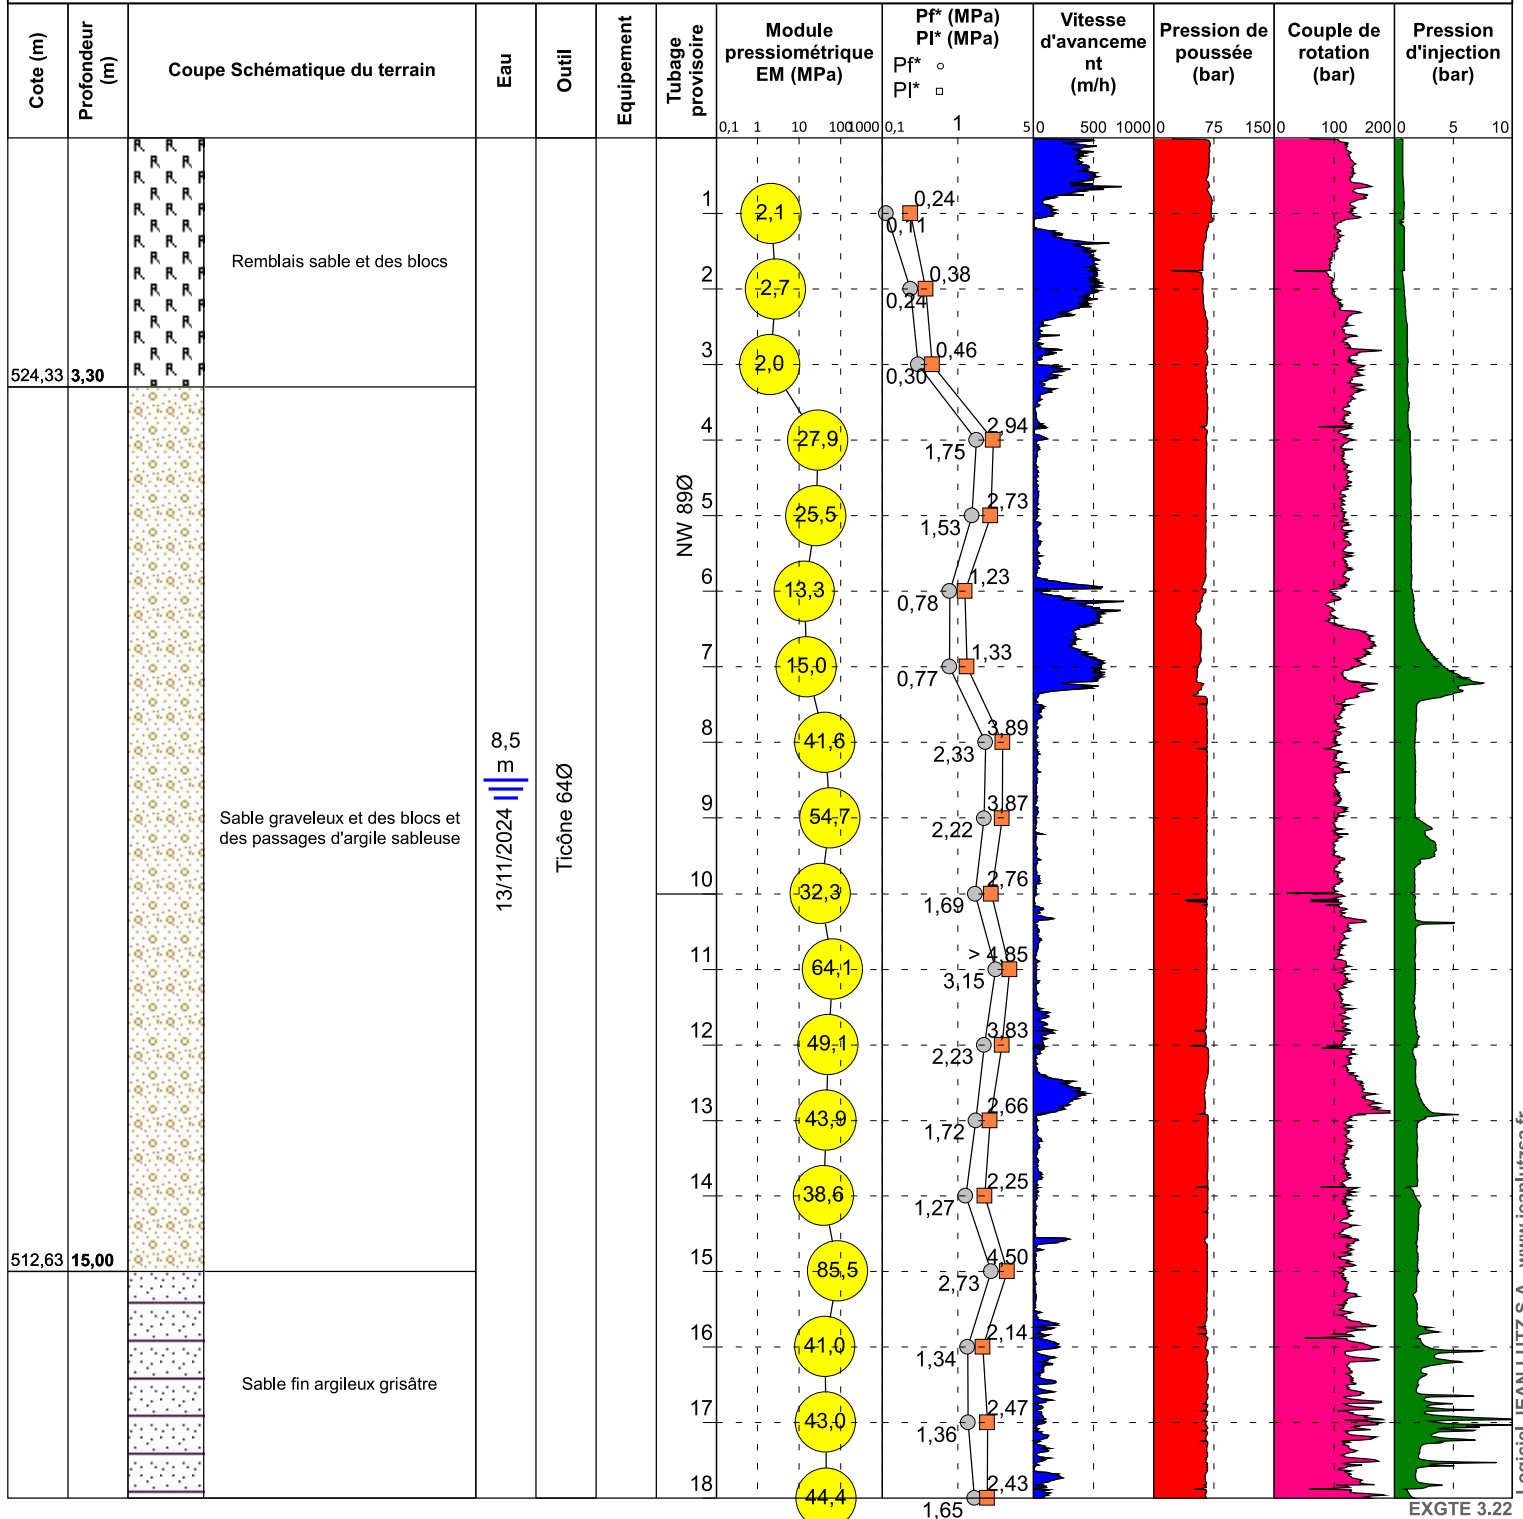 Cote (m)
Profondeur
(m)
Coupe Schématique du terrain
Eau
Outil
Equipement
Tubage
provisoire
Module
pressiométrique
EM (MPa)
0,1 1 10 100 1000
Pf* (MPa)
Pl* (MPa)
Pf* ○
Pl* □
0,1 1 5
Vitesse
d'avanceme
nt
(m/h)
0 500 1000
Pression de
poussée
(bar)
0 75 150
Couple de
rotation
(bar)
0 100 200
Pression
d'injection
(bar)
0 5 10
R R R R
1
2,1
0,24
0,11
Remblais sable et des blocs
2
2,7
0,38
0,24
3
2,0
0,46
0,30
524,33 3,30
4
27,9
2,94
1,75
NW 89Ø
5
25,5
2,73
1,53
6
13,3
1,23
0,78
7
15,0
1,33
0,77
8,5
m
13/11/2024
Ticône 64Ø
8
41,6
3,89
2,33
Sable graveleux et des blocs et
des passages d'argile sableuse
9
54,7
3,87
2,22
10
32,3
2,76
1,69
11
64,1
> 4,85
3,15
12
49,1
3,83
2,23
13
43,9
2,66
1,72
14
38,6
2,25
1,27
512,63 15,00
15
85,5
4,50
2,73
16
41,0
2,14
1,34
Sable fin argileux grisâtre
17
43,0
2,47
1,36
18
44,4
2,43
1,65
Logiciel JEAN LUTZ S.A - www.jeanlutzsa.fr
EXGTE 3.22